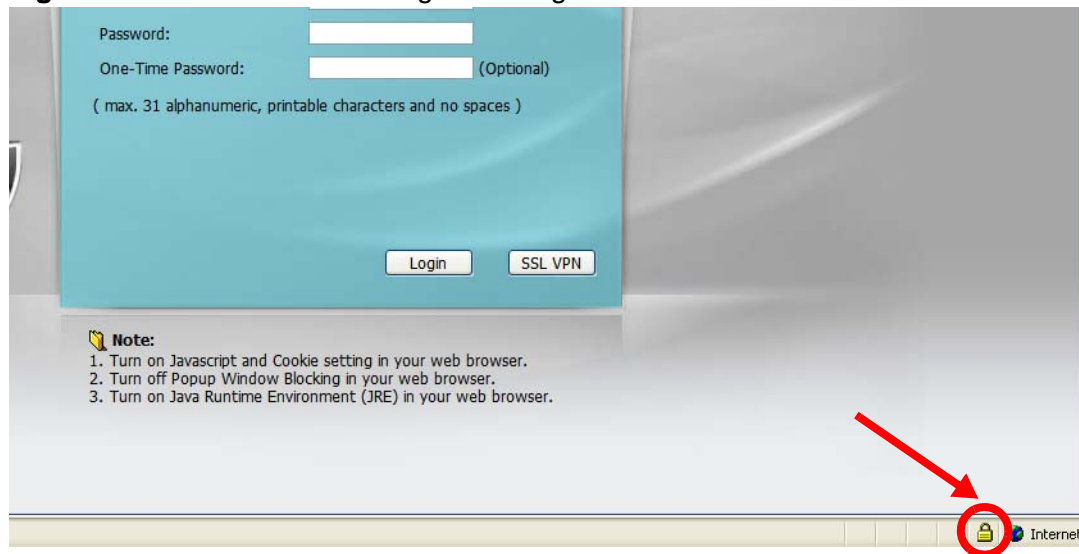 Password:
One-Time Password: (Optional)
( max. 31 alphanumeric, printable characters and no spaces )
Login SSL VPN
Note:
1. Turn on Javascript and Cookie setting in your web browser.
2. Turn off Popup Window Blocking in your web browser.
3. Turn on Java Runtime Environment (JRE) in your web browser.
Internet